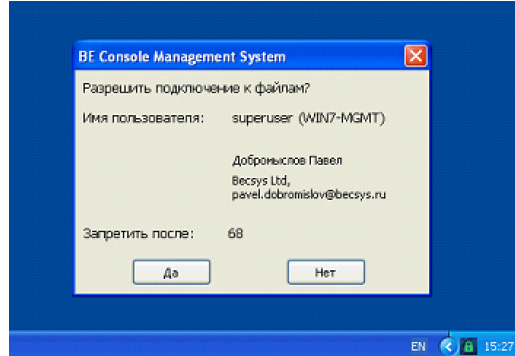 BE Console Management System
Разрешить подключение к файлам?
Имя пользователя: superuser (WIN7-MGMT)
Добромыслов Павел
Becsys Ltd,
pavel.dobromislov@becsys.ru
Запретить после: 68
Да Нет
EN 15:27